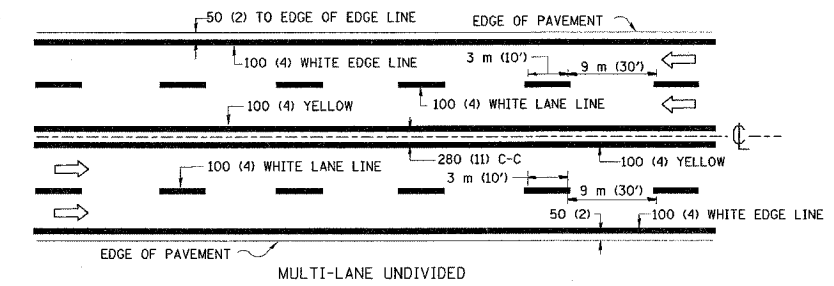 50 (2) TO EDGE OF EDGE LINE
EDGE OF PAVEMENT
100 (4) WHITE EDGE LINE
3 m (10')
9 m (30')
100 (4) YELLOW
100 (4) WHITE LANE LINE
℄
100 (4) WHITE LANE LINE
280 (11) C-C
100 (4) YELLOW
3 m (10')
9 m (30')
50 (2)
100 (4) WHITE EDGE LINE
EDGE OF PAVEMENT
MULTI-LANE UNDIVIDED